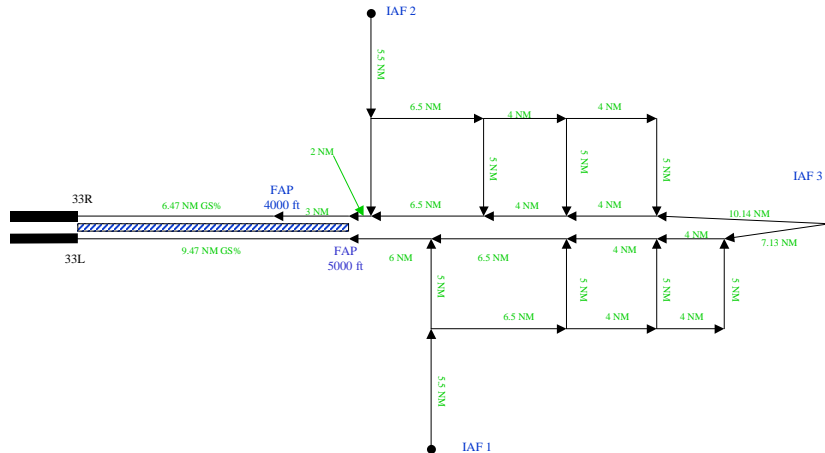 IAF 2
5.5 NM
6.5 NM
4 NM
4 NM
2 NM
5 NM
5 NM
5 NM
IAF 3
33R
6.47 NM GS%
FAP
4000 ft
3 NM
6.5 NM
4 NM
4 NM
10.14 NM
33L
9.47 NM GS%
FAP
5000 ft
6 NM
6.5 NM
4 NM
4 NM
7.13 NM
5 NM
5 NM
5 NM
5 NM
6.5 NM
4 NM
4 NM
5.5 NM
IAF 1